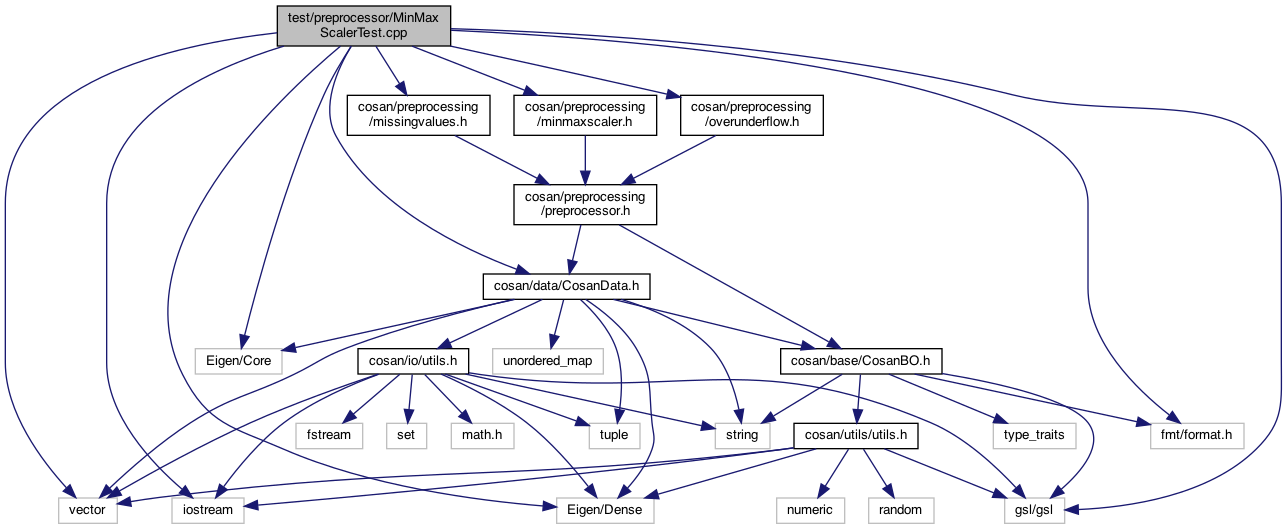 test/preprocessor/MinMax
ScalerTest.cpp
cosan/preprocessing
/missingvalues.h
cosan/preprocessing
/minmaxscaler.h
cosan/preprocessing
/overunderflow.h
cosan/preprocessing
/preprocessor.h
cosan/data/CosanData.h
Eigen/Core
cosan/io/utils.h
unordered_map
cosan/base/CosanBO.h
fstream
set
math.h
tuple
string
cosan/utils/utils.h
type_traits
fmt/format.h
vector
iostream
Eigen/Dense
numeric
random
gsl/gsl